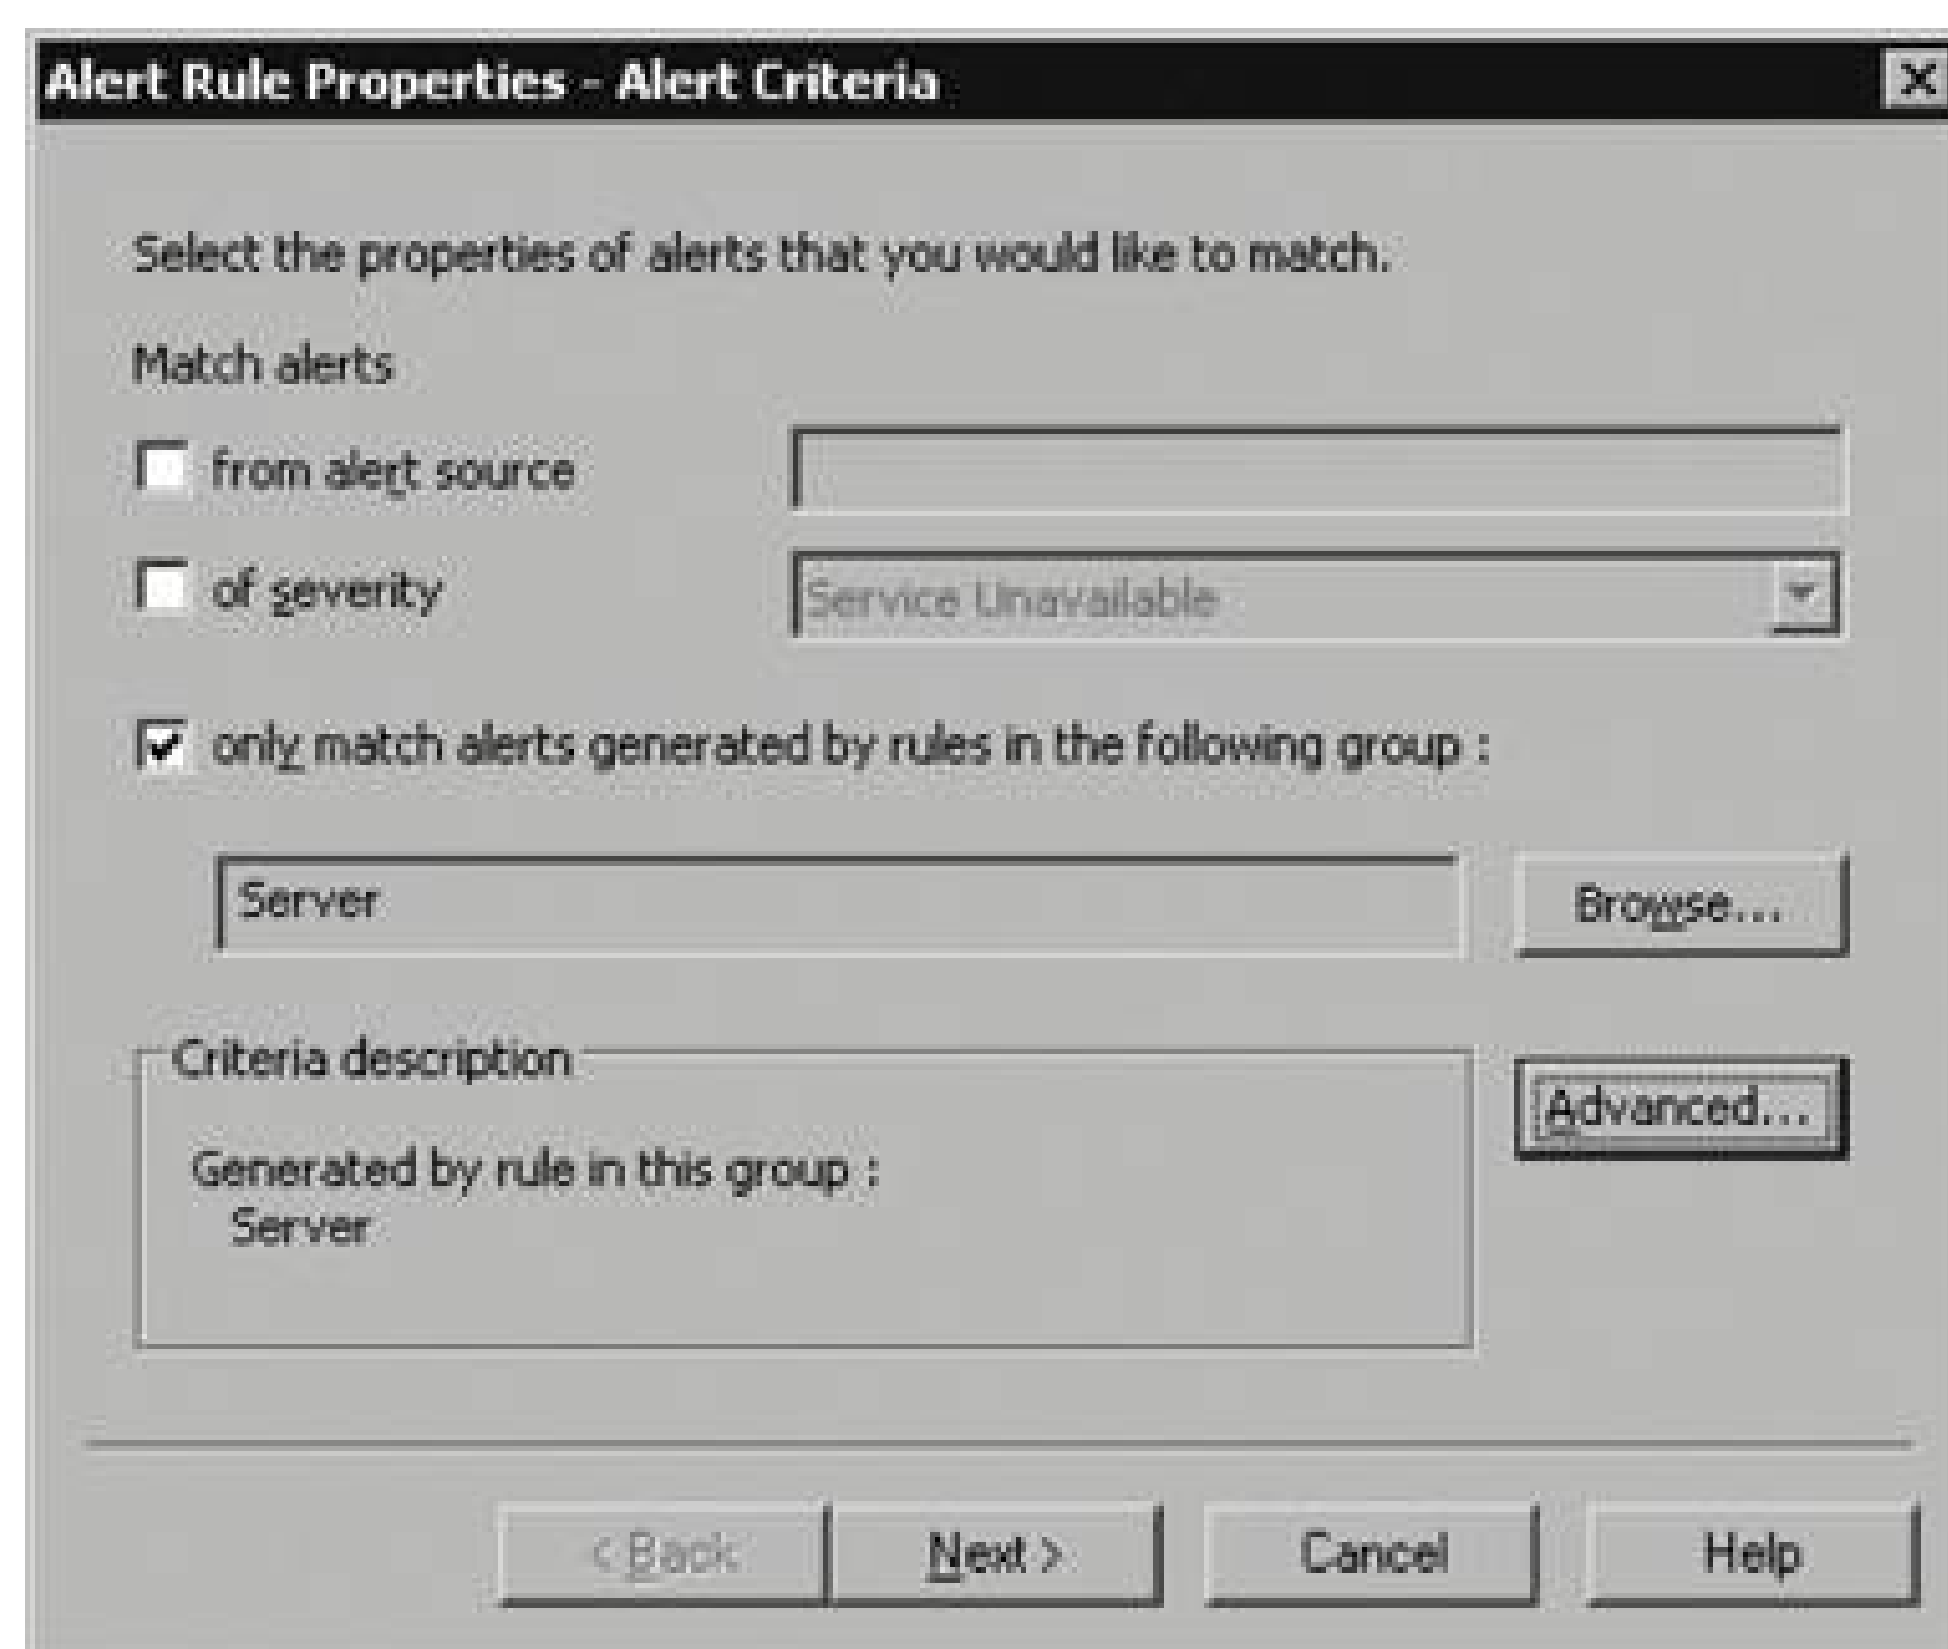 Alert Rule Properties - Alert Criteria
Select the properties of alerts that you would like to match.
Match alerts
from alert source
of severity
Service Unavailable
only match alerts generated by rules in the following group :
Server
Browse...
Criteria description
Advanced...
Generated by rule in this group :
Server
< Back
Next >
Cancel
Help